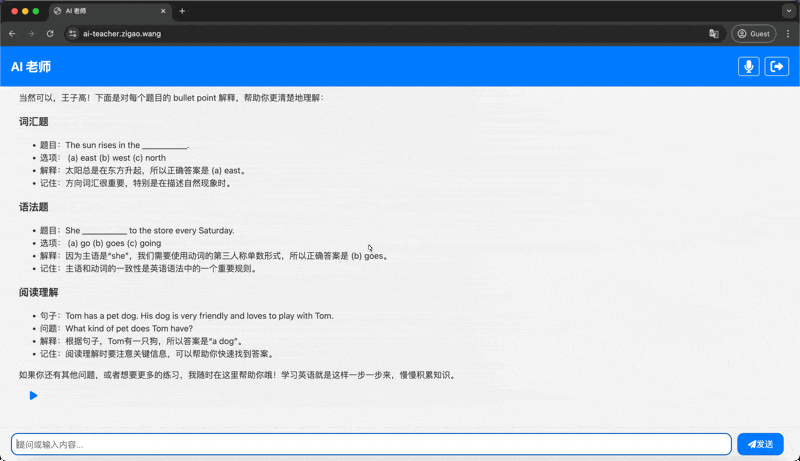 AI 老师
ai-teacher.zigao.wang
Guest
AI 老师
当然可以，王子高！下面是对每个题目的 bullet point 解释，帮助你更清楚地理解：
词汇题
• 题目：The sun rises in the __________.
• 选项： (a) east (b) west (c) north
• 解释：太阳总是在东方升起，所以正确答案是 (a) east。
• 记住：方向词汇很重要，特别是在描述自然现象时。
语法题
• 题目：She __________ to the store every Saturday.
• 选项： (a) go (b) goes (c) going
• 解释：因为主语是“she”，我们需要使用动词的第三人称单数形式，所以正确答案是 (b) goes。
• 记住：主语和动词的一致性是英语语法中的一个重要规则。
阅读理解
• 句子：Tom has a pet dog. His dog is very friendly and loves to play with Tom.
• 问题：What kind of pet does Tom have?
• 解释：根据句子，Tom有一只狗，所以答案是“a dog”。
• 记住：阅读理解时要注意关键信息，可以帮助你快速找到答案。
如果你还有其他问题，或者想要更多的练习，我随时在这里帮助你哦！学习英语就是这样一步一步来，慢慢积累知识。
提问或输入内容...
发送